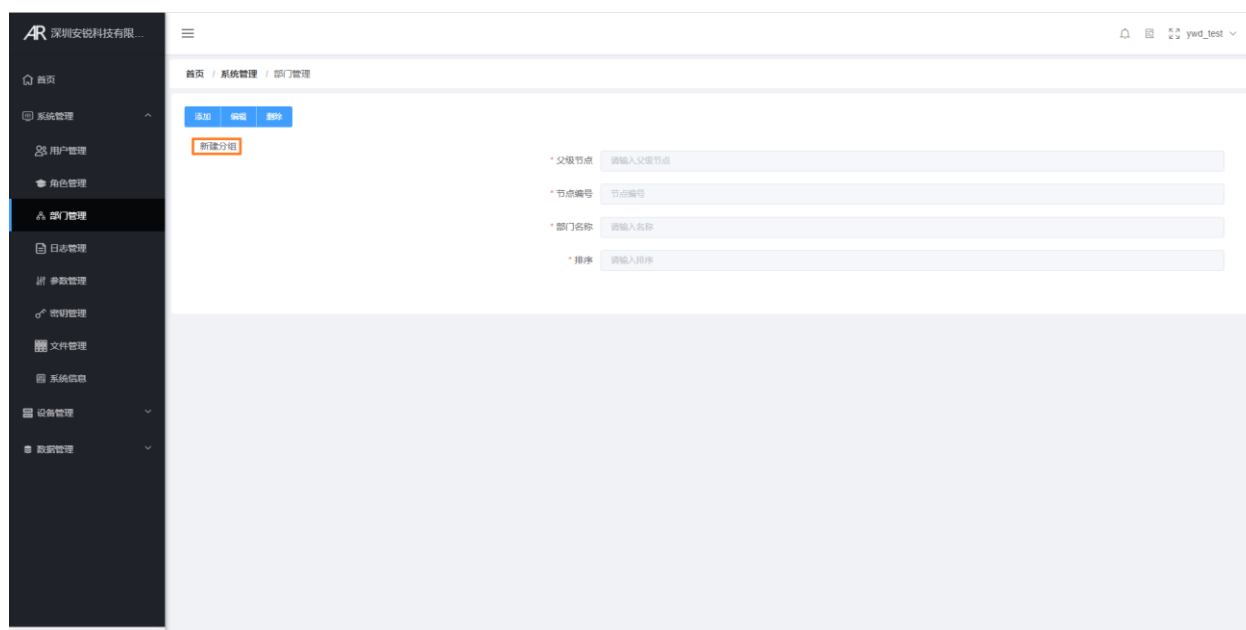 AR 深圳安锐科技有限...
ywd_test
首页
首页 / 系统管理 / 部门管理
系统管理
添加 编辑 删除
用户管理
新建分组
* 父级节点 请输入父级节点
角色管理
* 节点编号 节点编号
部门管理
* 部门名称 请输入名称
日志管理
* 排序 请输入排序
参数管理
密钥管理
文件管理
系统信息
设备管理
数据管理